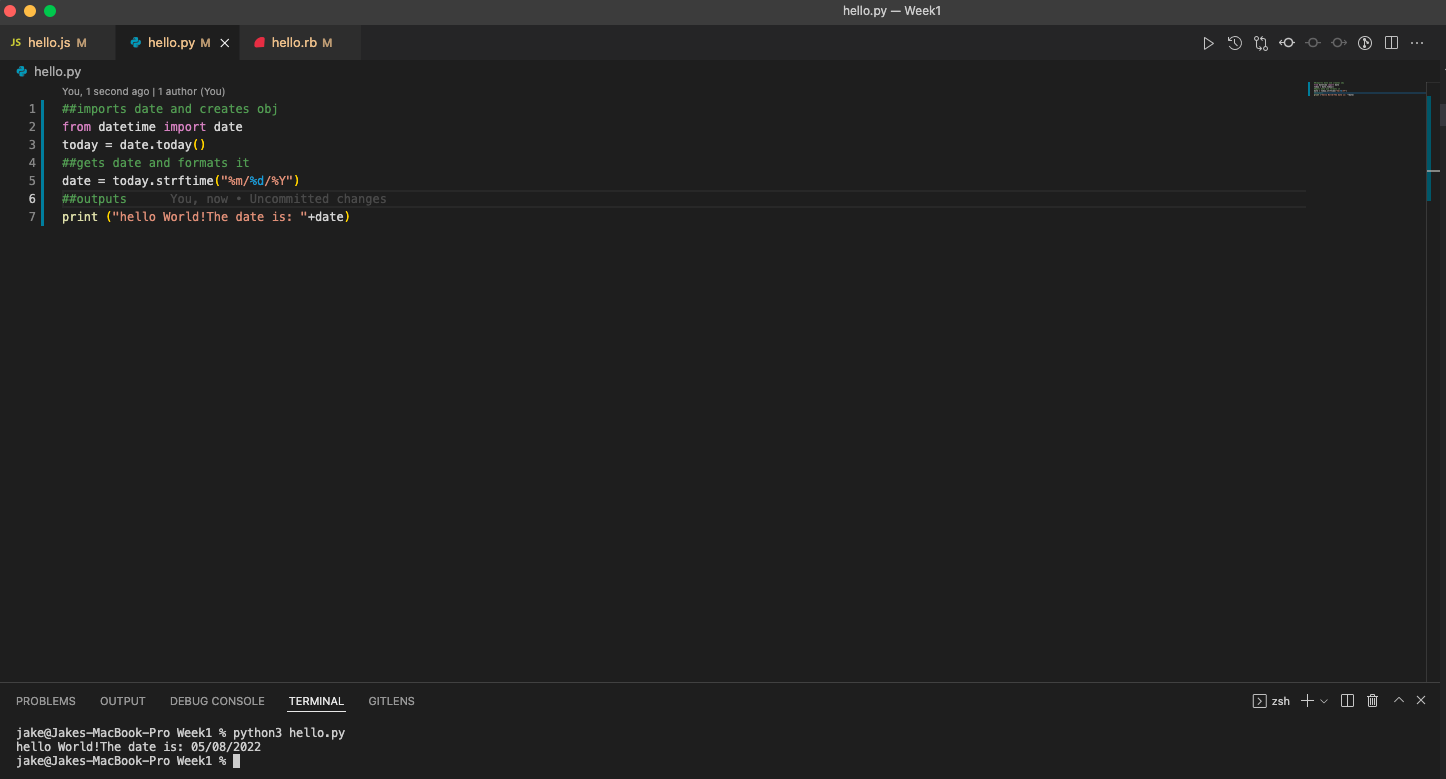 hello.py — Week1
JS hello.js M
hello.py M
hello.rb M
hello.py
You, 1 second ago | 1 author (You)
1 ##imports date and creates obj
2 from datetime import date
3 today = date.today()
4 ##gets date and formats it
5 date = today.strftime("%m/%d/%Y")
6 ##outputs You, now • Uncommitted changes
7 print ("hello World!The date is: "+date)
PROBLEMS OUTPUT DEBUG CONSOLE TERMINAL GITLENS
zsh
jake@Jakes-MacBook-Pro Week1 % python3 hello.py
hello World!The date is: 05/08/2022
jake@Jakes-MacBook-Pro Week1 %